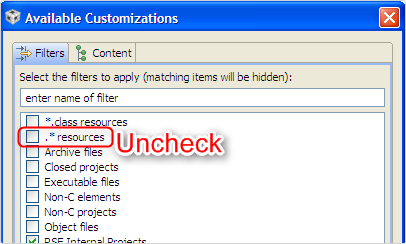 Available Customizations
Filters
Content
Select the filters to apply (matching items will be hidden):
enter name of filter
*.class resources
.* resources
Uncheck
Archive files
Closed projects
Executable files
Non-C elements
Non-C projects
Object files
RSE Internal Projects